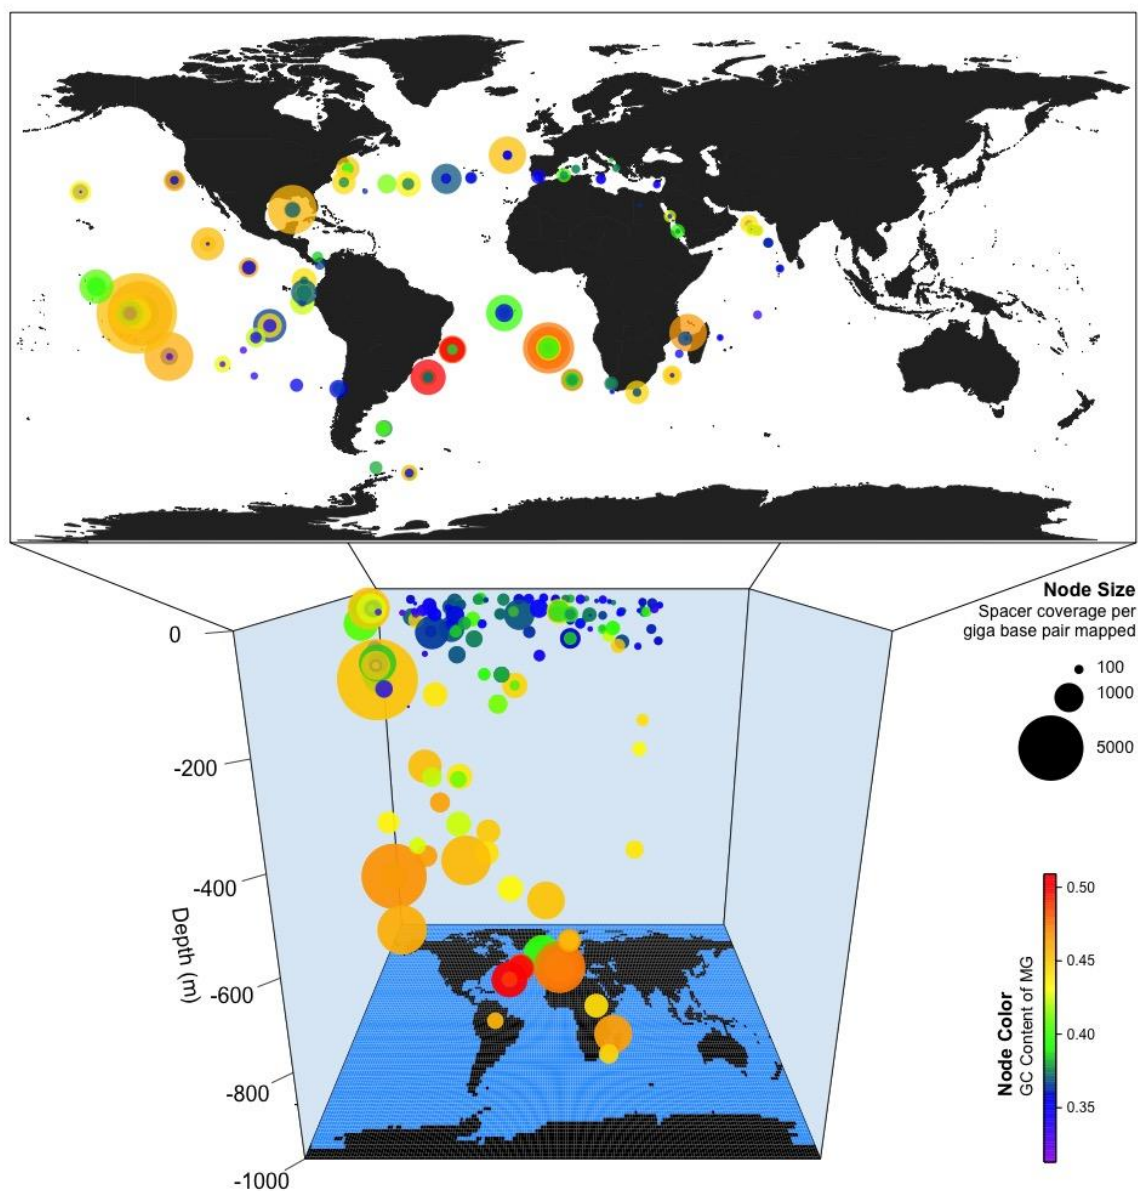 Node Size
Spacer coverage per
giga base pair mapped
100
1000
5000
0
-200
-400
-600
-800
-1000
Depth (m)
Node Color
GC Content of MG
0.50
0.45
0.40
0.35